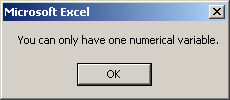 Microsoft Excel
You can only have one numerical variable.
OK